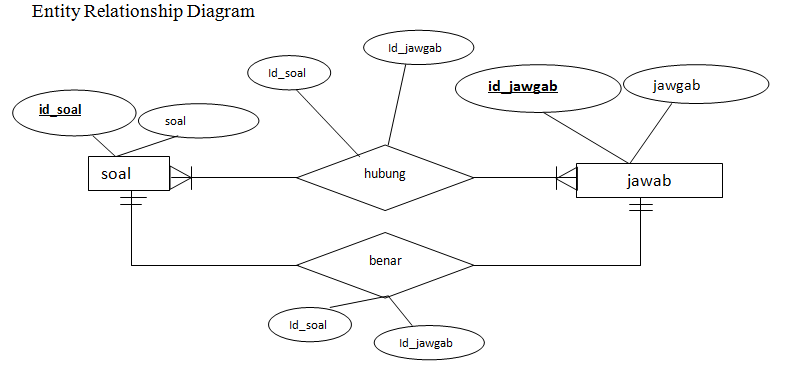 Entity Relationship Diagram
Id_jawgab
Id_soal
id_jawgab
jawgab
id_soal
soal
soal
hubung
jawab
benar
Id_soal
Id_jawgab